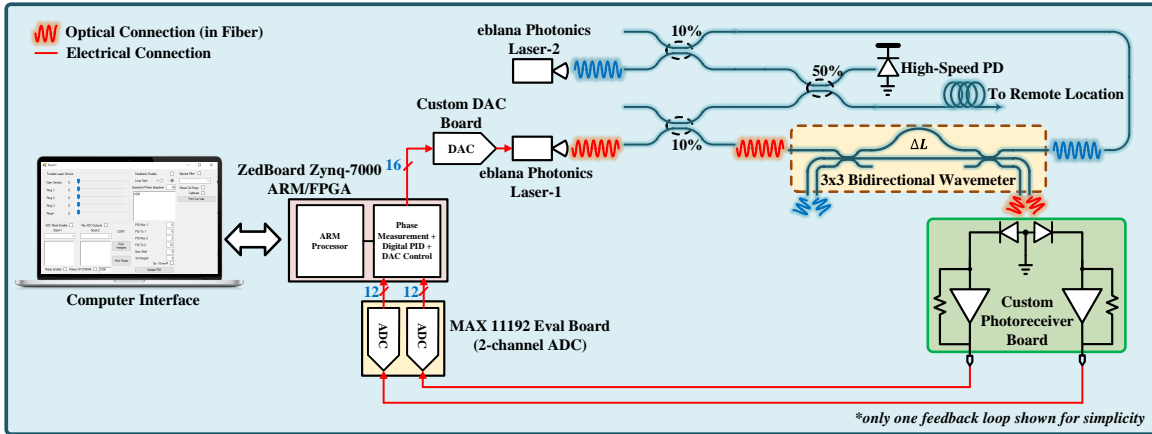 Optical Connection (in Fiber)
Electrical Connection
eblana Photonics
Laser-2
10%
50%
High-Speed PD
To Remote Location
Custom DAC
Board
DAC
16
eblana Photonics
Laser-1
10%
ΔL
3x3 Bidirectional Wavemeter
ZedBoard Zynq-7000
ARM/FPGA
ARM
Processor
Phase
Measurement +
Digital PID +
DAC Control
Computer Interface
12
12
ADC
ADC
MAX 11192 Eval Board
(2-channel ADC)
Custom
Photoreceiver
Board
*only one feedback loop shown for simplicity